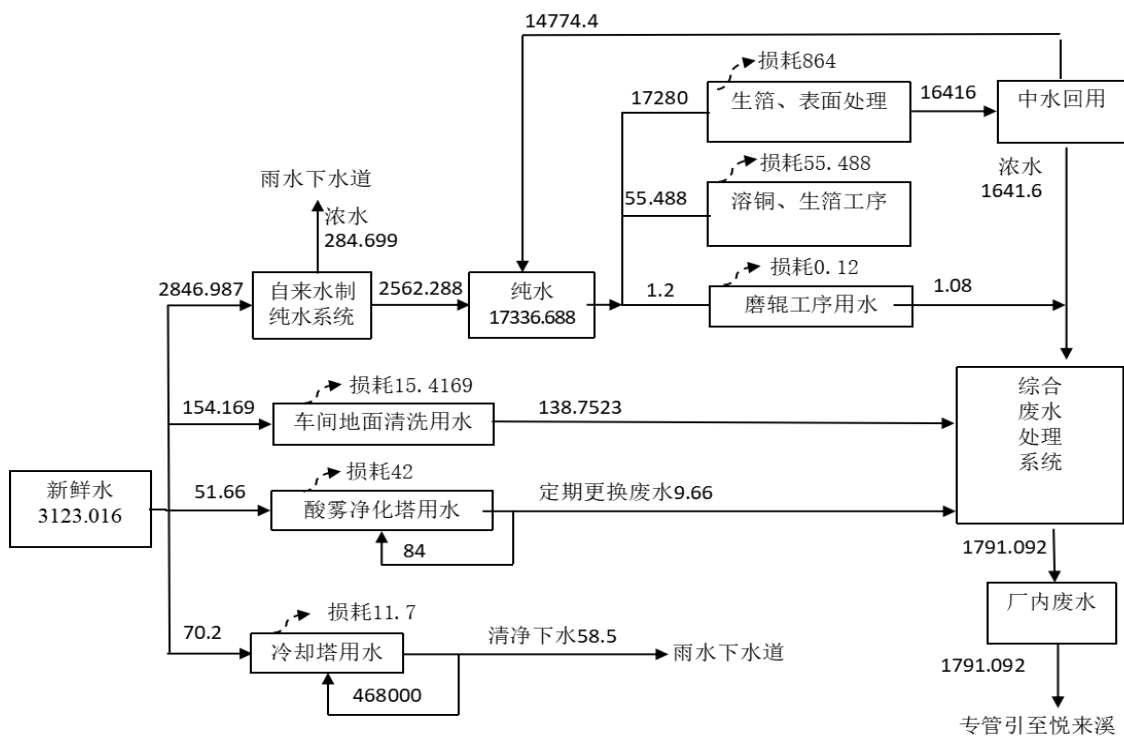 14774.4
损耗864
17280
生箔、表面处理
16416
中水回用
损耗55.488
浓水
1641.6
雨水下水道
55.488
溶铜、生箔工序
浓水
284.699
损耗0.12
2846.987
自来水制
纯水系统
2562.288
纯水
17336.688
1.2
磨辊工序用水
1.08
损耗15.4169
154.169
车间地面清洗用水
138.7523
综合
废水
处理
系统
新鲜水
3123.016
损耗42
51.66
酸雾净化塔用水
定期更换废水9.66
84
1791.092
厂内废水
损耗11.7
70.2
冷却塔用水
清净下水58.5
雨水下水道
468000
1791.092
专管引至悦来溪